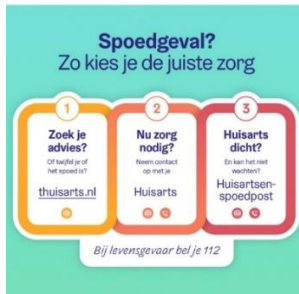 Spoedgeval?
Zo kies je de juiste zorg
1
Zoek je
advies?
Of twijfel je of
het spoed is?
thuisarts.nl
2
Nu zorg
nodig?
Neem contact
op met je
Huisarts
3
Huisarts
dicht?
En kan het niet
wachten?
Huisartsen-
spoedpost
Bij levensgevaar bel je 112